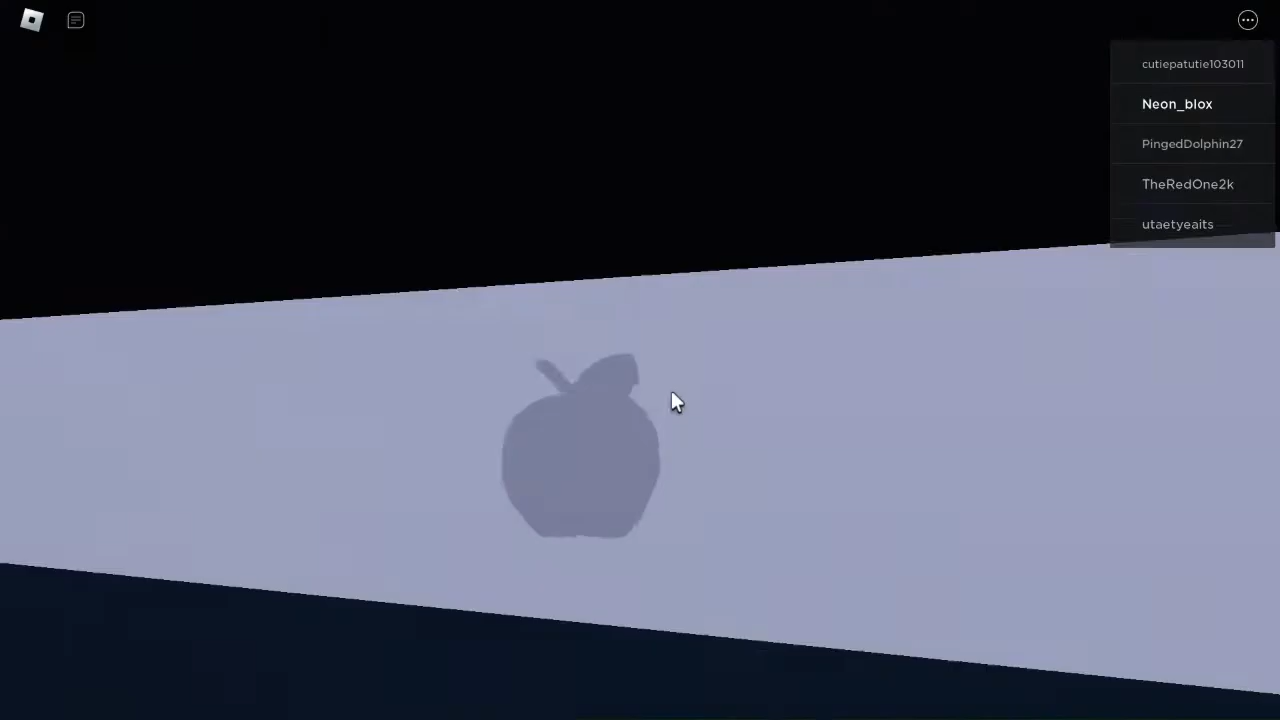 cutiepatutie103011
Neon_blox
PingedDolphin27
TheRedOne2k
utaetyeaits